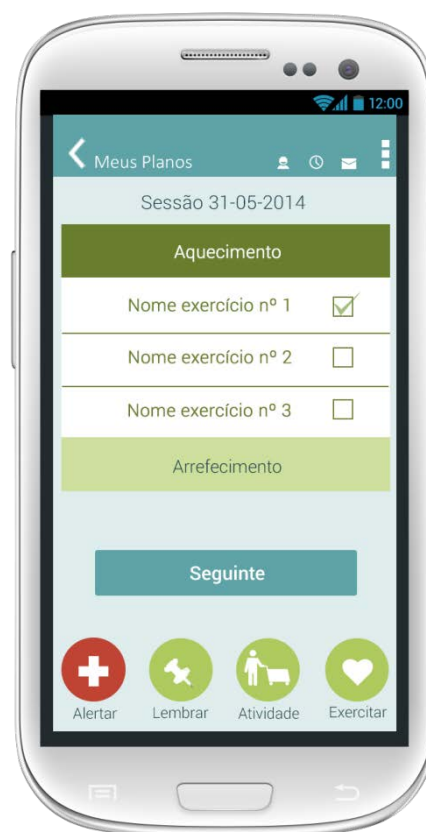 12:00
Meus Planos
Sessão 31-05-2014
Aquecimento
Nome exercício nº 1
Nome exercício nº 2
Nome exercício nº 3
Arrefecimento
Seguinte
Alertar Lembrar Atividade Exercitar